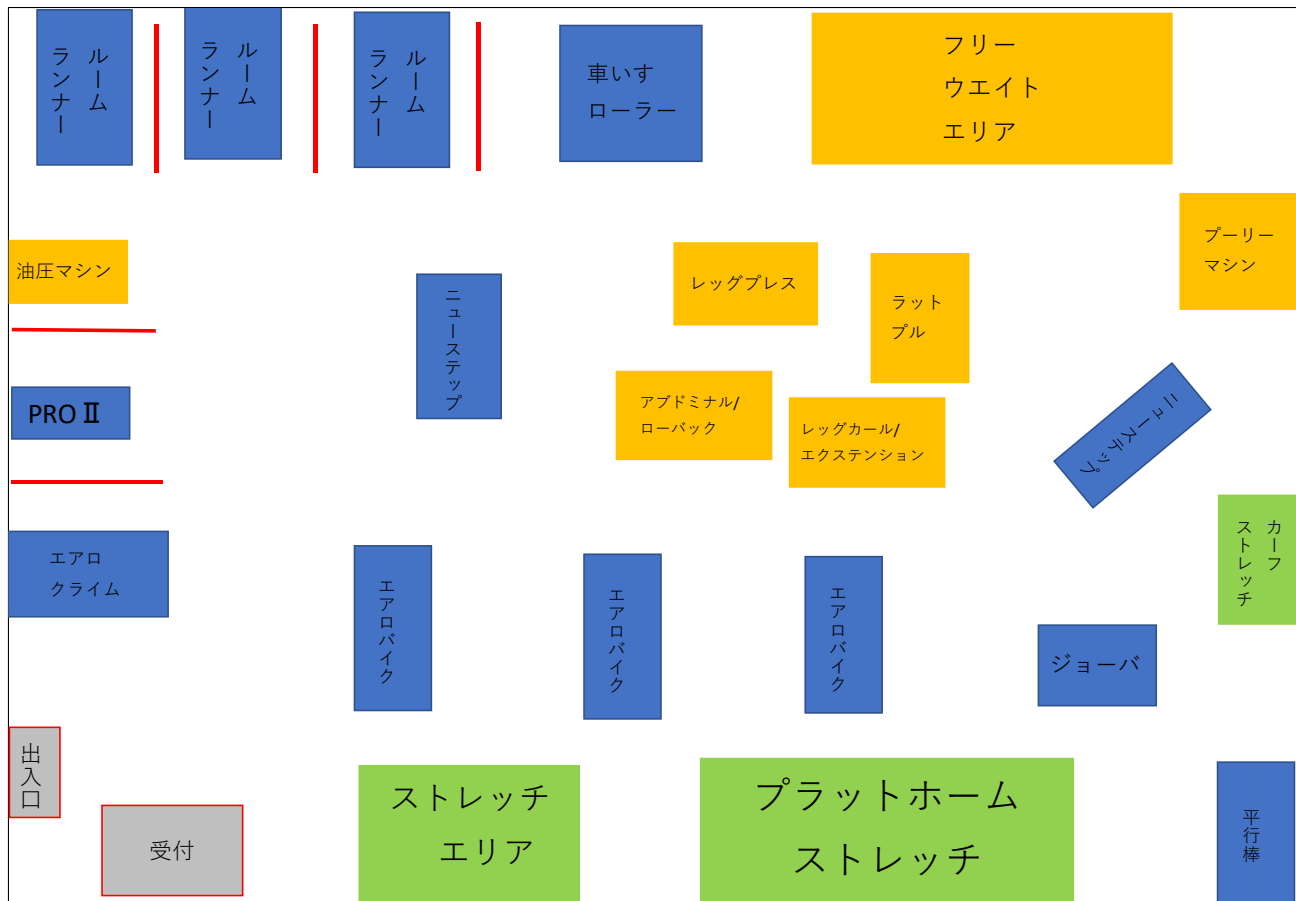 ルーム
ランナー
ルーム
ランナー
ルーム
ランナー
車いす
ローラー
フリー
ウエイト
エリア
プーリー
マシン
油圧マシン
レッグプレス
ラット
プル
ニューステップ
PRO Ⅱ
アブドミナル/
ローバック
レッグカール/
エクステンション
ニューステップ
カーフ
ストレッチ
エアロ
クライム
エアロバイク
エアロバイク
エアロバイク
ジョーバ
出入口
受付
ストレッチ
エリア
プラットホーム
ストレッチ
平行棒